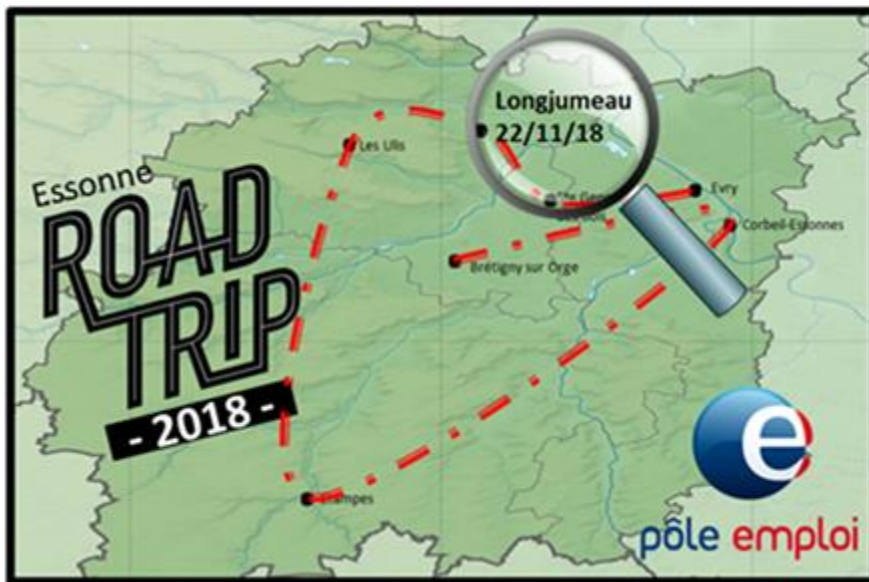 Longjumeau
22/11/18
Les Ulis
Essonne
ROAD
TRIP
- 2018 -
Evry
Corbeil-Essonnes
Brétigny sur Orge
e
pôle emploi